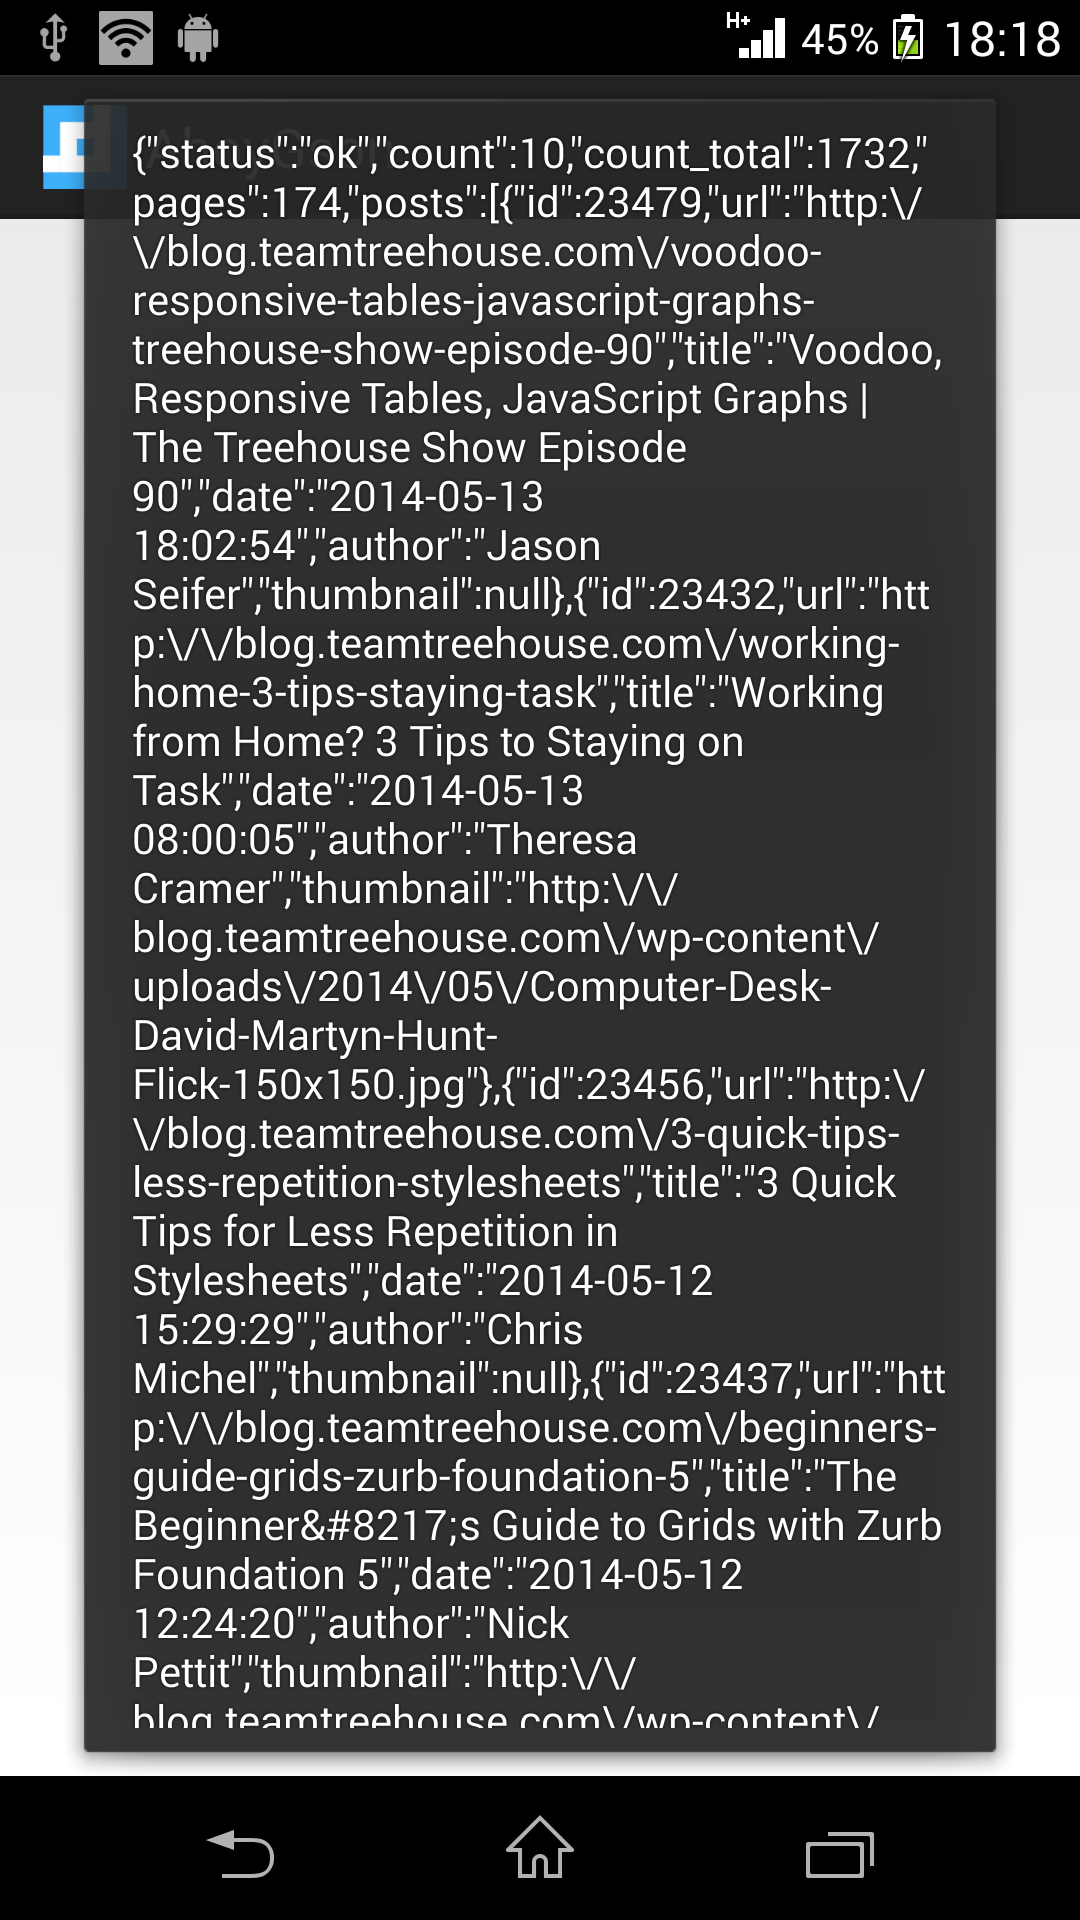 H+ 45% 18:18
{"status":"ok","count":10,"count_total":1732,"
pages":174,"posts":[{"id":23479,"url":"http:\/
\/blog.teamtreehouse.com\/voodoo-
responsive-tables-javascript-graphs-
treehouse-show-episode-90","title":"Voodoo,
Responsive Tables, JavaScript Graphs |
The Treehouse Show Episode
90","date":"2014-05-13
18:02:54","author":"Jason
Seifer","thumbnail":null},{"id":23432,"url":"htt
p:\/\/blog.teamtreehouse.com\/working-
home-3-tips-staying-task","title":"Working
from Home? 3 Tips to Staying on
Task","date":"2014-05-13
08:00:05","author":"Theresa
Cramer","thumbnail":"http:\/\/
blog.teamtreehouse.com\/wp-content\/
uploads\/2014\/05\/Computer-Desk-
David-Martyn-Hunt-
Flick-150x150.jpg"},{"id":23456,"url":"http:\/
\/blog.teamtreehouse.com\/3-quick-tips-
less-repetition-stylesheets","title":"3 Quick
Tips for Less Repetition in
Stylesheets","date":"2014-05-12
15:29:29","author":"Chris
Michel","thumbnail":null},{"id":23437,"url":"htt
p:\/\/blog.teamtreehouse.com\/beginners-
guide-grids-zurb-foundation-5","title":"The
Beginner&#8217;s Guide to Grids with Zurb
Foundation 5","date":"2014-05-12
12:24:20","author":"Nick
Pettit","thumbnail":"http:\/\/
blog.teamtreehouse.com\/wp-content\/